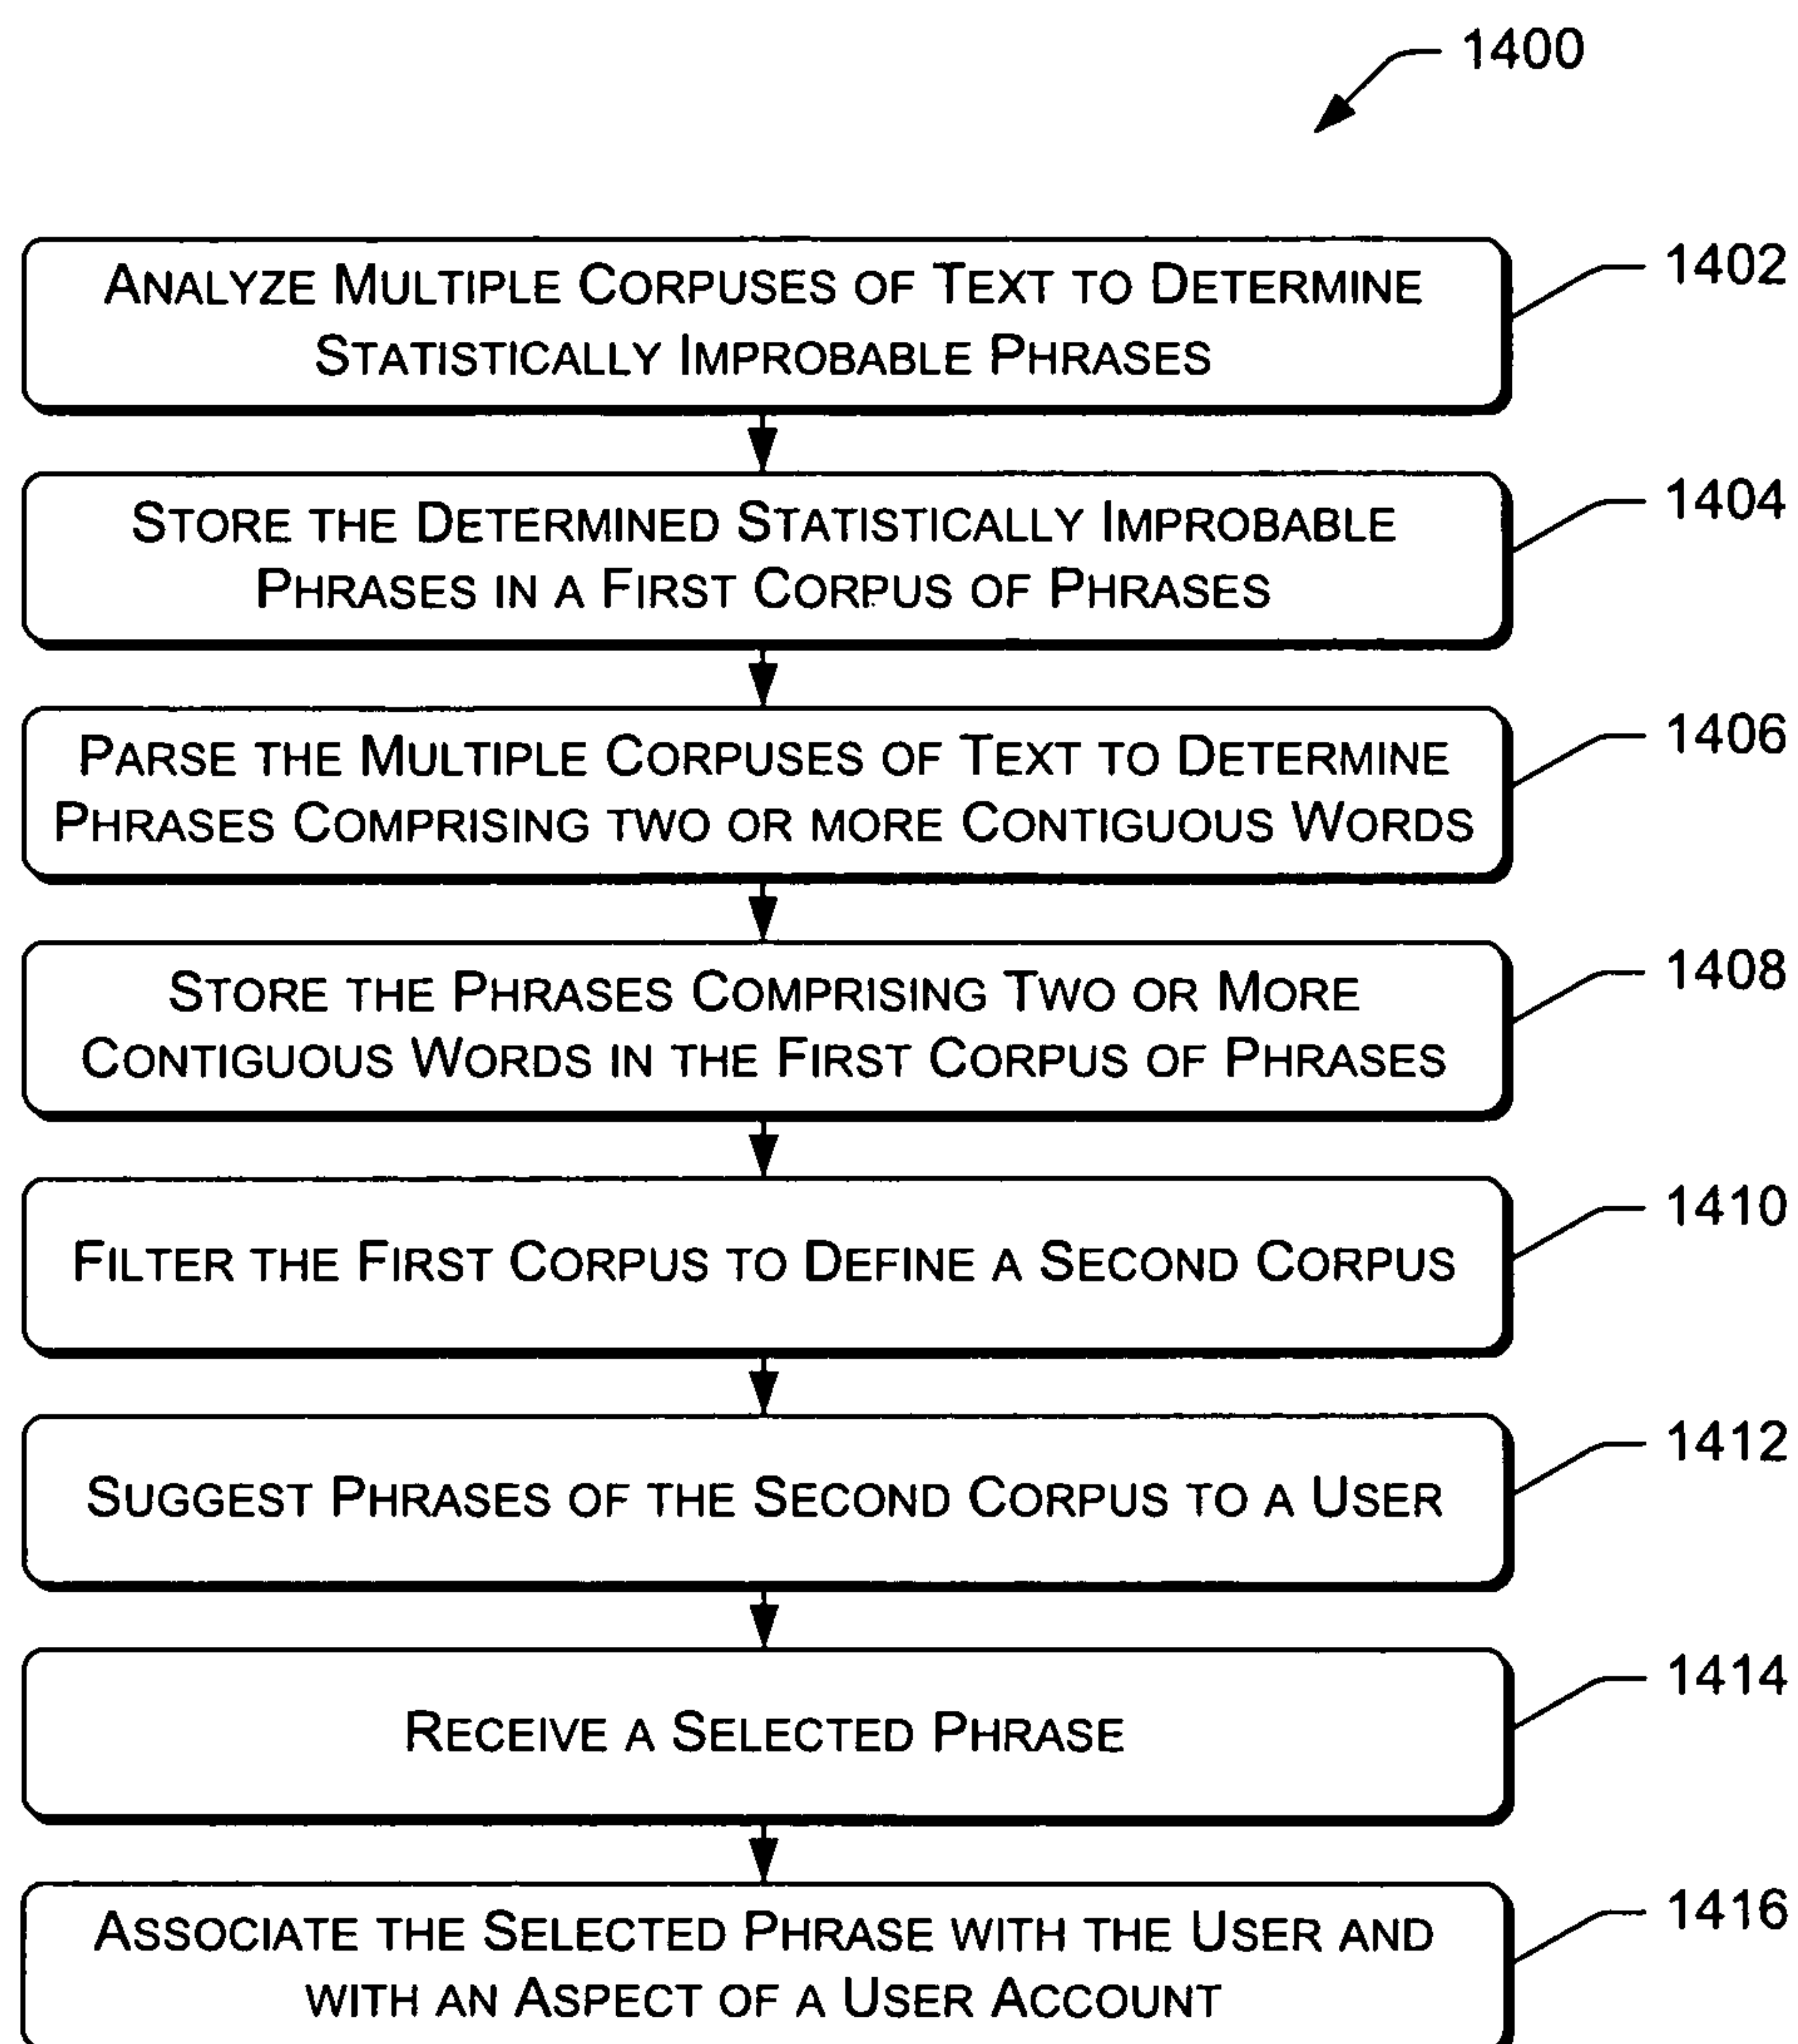 1400
ANALYZE MULTIPLE CORPUSES OF TEXT TO DETERMINE
STATISTICALLY IMPROBABLE PHRASES
1402
STORE THE DETERMINED STATISTICALLY IMPROBABLE
PHRASES IN A FIRST CORPUS OF PHRASES
1404
PARSE THE MULTIPLE CORPUSES OF TEXT TO DETERMINE
PHRASES COMPRISING TWO OR MORE CONTIGUOUS WORDS
1406
STORE THE PHRASES COMPRISING TWO OR MORE
CONTIGUOUS WORDS IN THE FIRST CORPUS OF PHRASES
1408
FILTER THE FIRST CORPUS TO DEFINE A SECOND CORPUS
1410
SUGGEST PHRASES OF THE SECOND CORPUS TO A USER
1412
RECEIVE A SELECTED PHRASE
1414
ASSOCIATE THE SELECTED PHRASE WITH THE USER AND
WITH AN ASPECT OF A USER ACCOUNT
1416